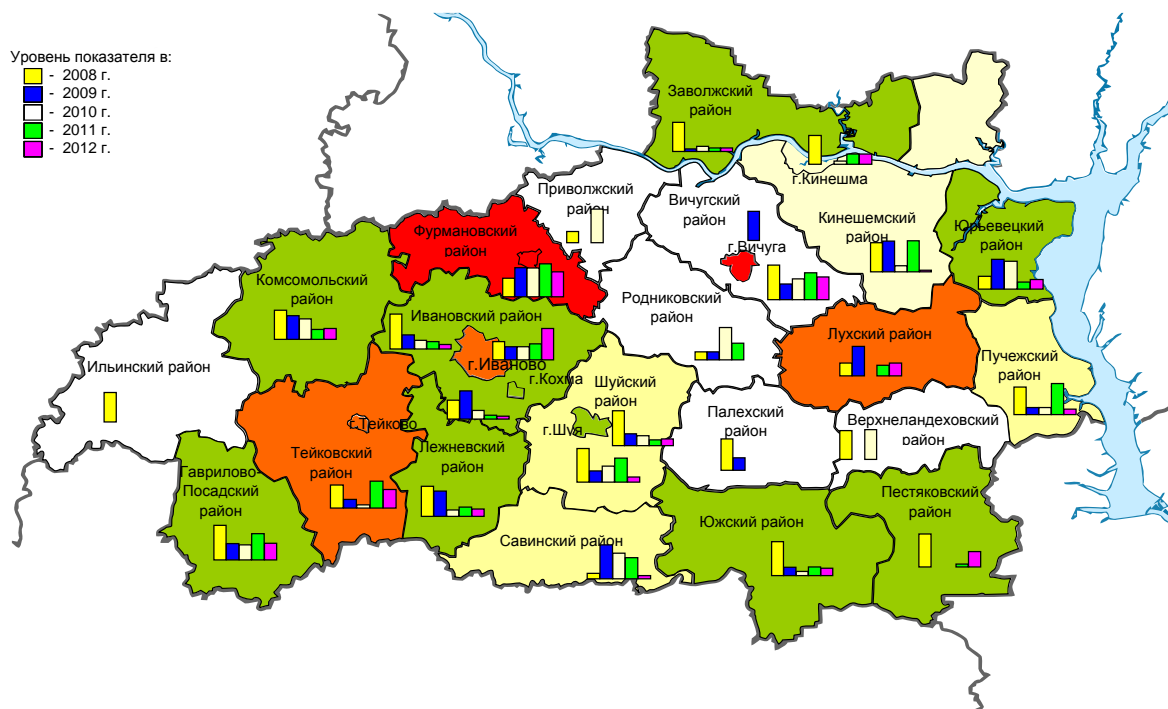 Уровень показателя в:
- 2008 г.
- 2009 г.
- 2010 г.
- 2011 г.
- 2012 г.
Заволжский
район
Приволжский
район
Вичугский
район
г.Кинешма
Кинешемский
район
Юрьевецкий
район
Фурмановский
район
г.Вичуга
Комсомольский
район
Родниковский
район
Ивановский район
Лухский район
Пучежский
район
Ильинский район
г.Иваново
г.Кохма
Шуйский
район
Палехский
район
Верхнеландеховский
район
г.Тейково
г.Шуя
Тейковский
район
Лежневский
район
Гаврилово-
Посадский
район
Пестяковский
район
Южский район
Савинский район